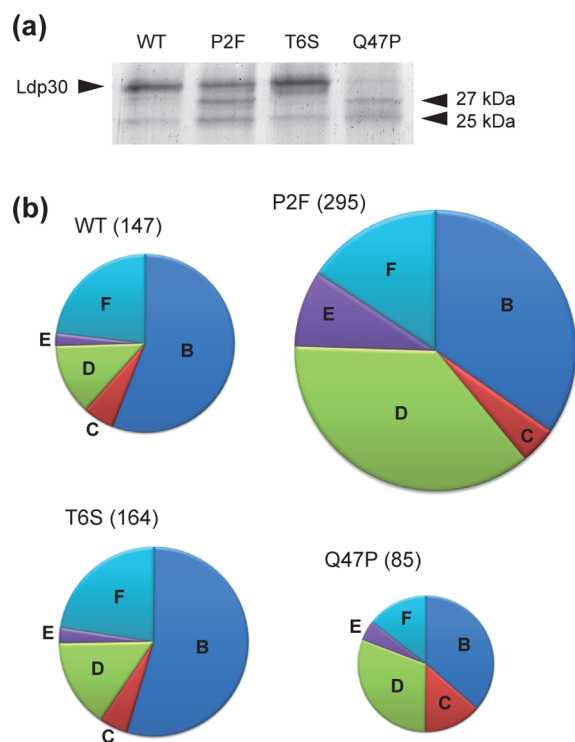 (a)
WT P2F T6S Q47P
Ldp30
27 kDa
25 kDa
(b)
WT (147)
F
E
B
D
C
P2F (295)
F
B
E
C
D
T6S (164)
F
E
B
D
C
Q47P (85)
F
E
B
D
C